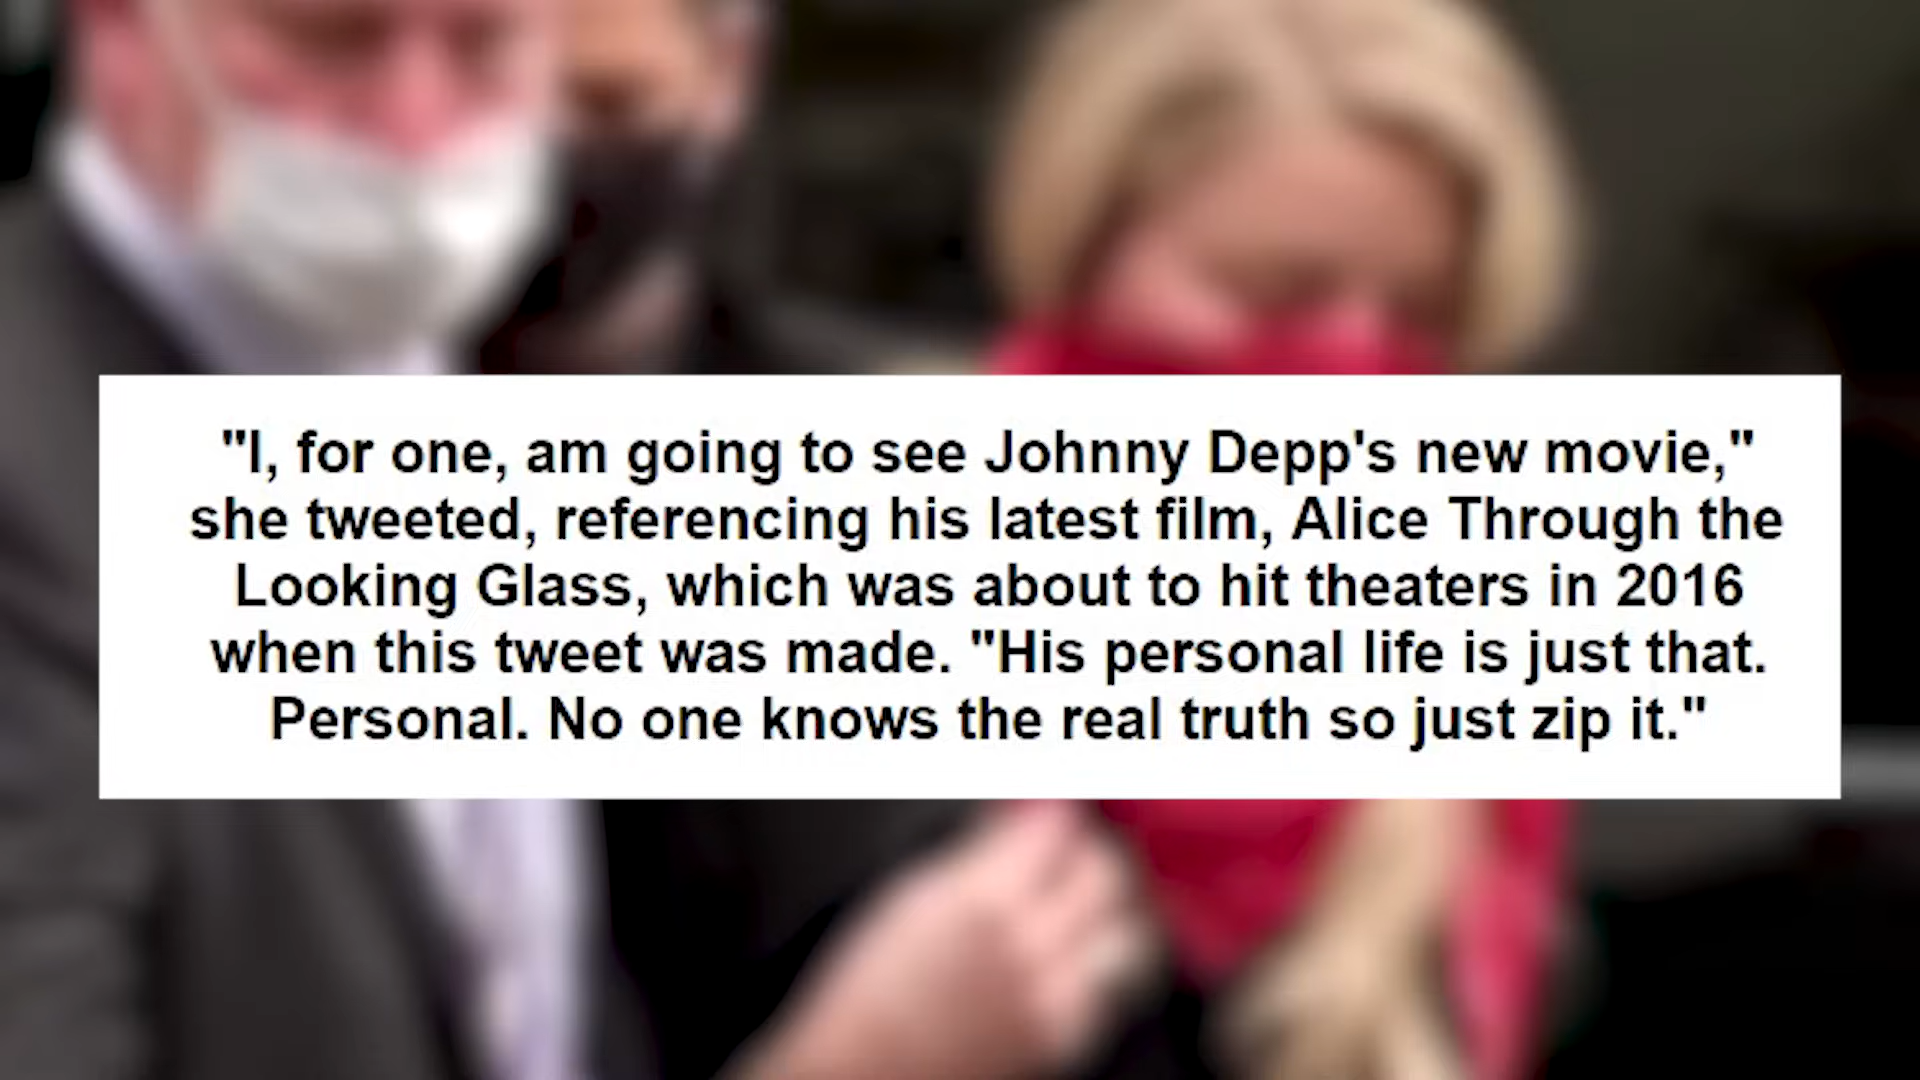 "I, for one, am going to see Johnny Depp's new movie,"
she tweeted, referencing his latest film, Alice Through the
Looking Glass, which was about to hit theaters in 2016
when this tweet was made. "His personal life is just that.
Personal. No one knows the real truth so just zip it."